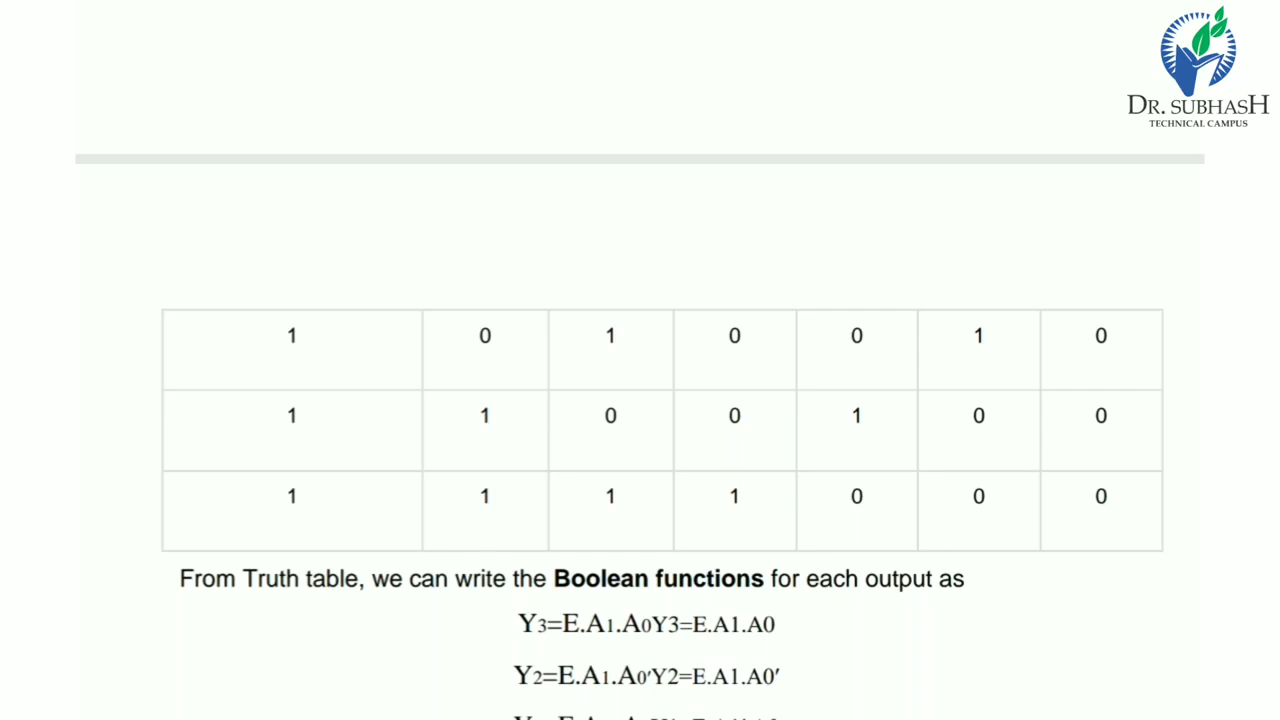 DR. SUBHASH
TECHNICAL CAMPUS
1 0 1 0 0 1 0
1 1 0 0 1 0 0
1 1 1 1 0 0 0
From Truth table, we can write the Boolean functions for each output as
Y3=E.A1.A0Y3=E.A1.A0
Y2=E.A1.A0′Y2=E.A1.A0′